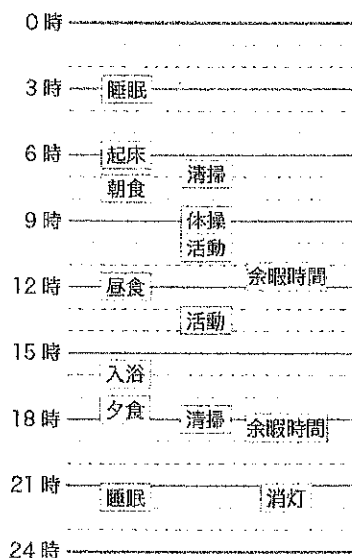 0時
3時 睡眠
6時 起床
清掃
朝食
9時 体操
活動
余暇時間
12時 昼食
活動
15時
入浴
夕食
18時 清掃 余暇時間
21時
睡眠 消灯
24時